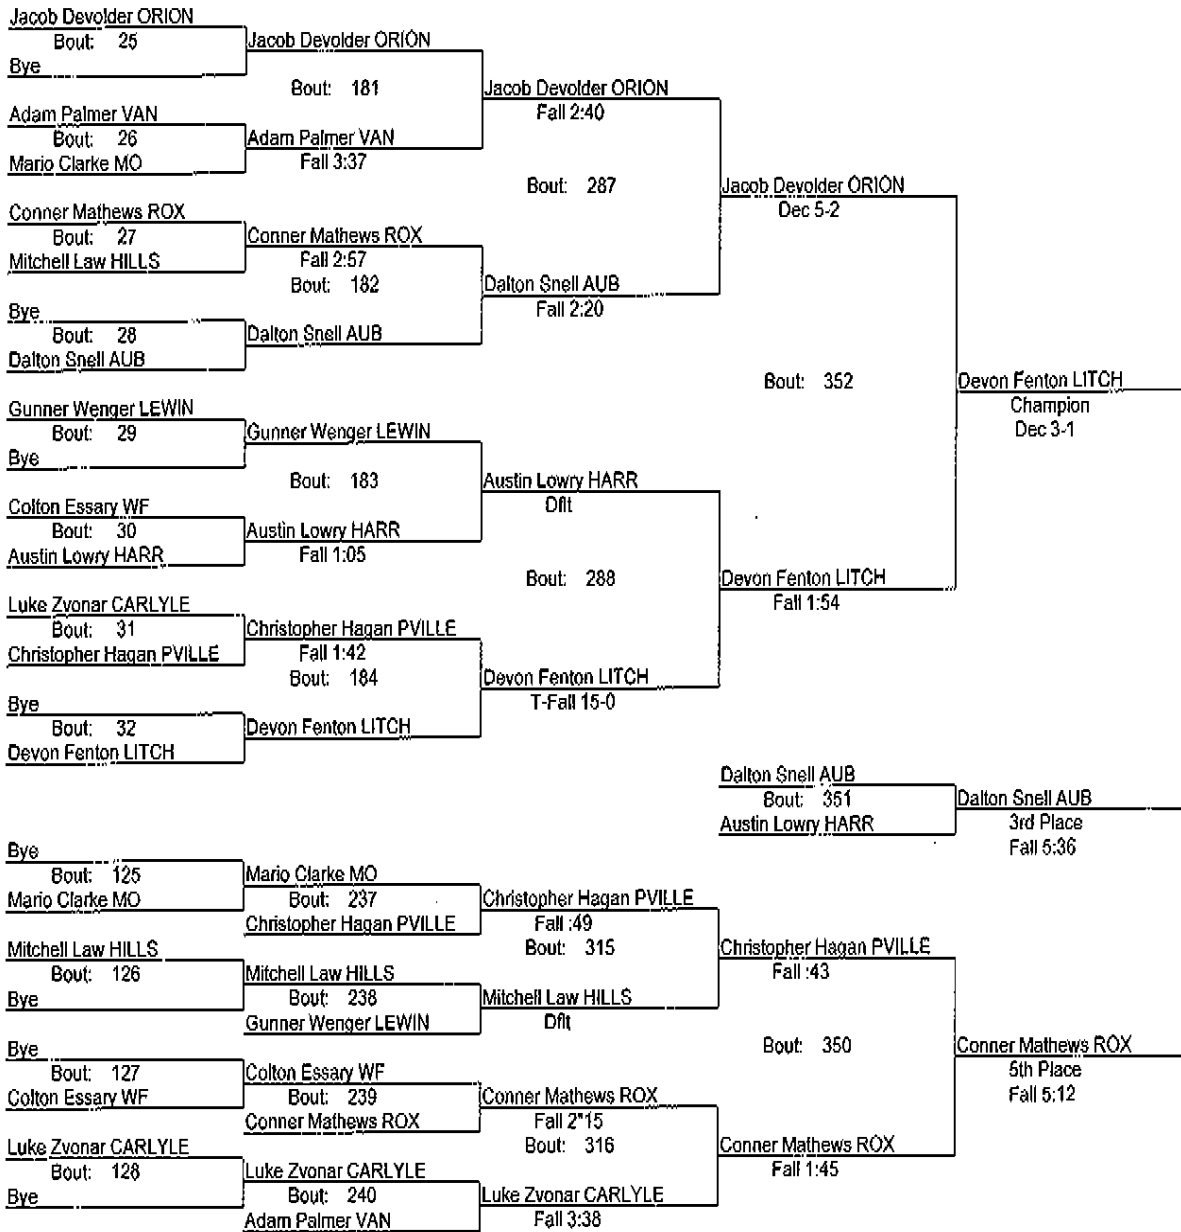 Jacob Devolder ORION
Bout: 25
Bye
Jacob Devolder ORION
Bout: 181
Adam Palmer VAN
Bout: 26
Mario Clarke MO
Adam Palmer VAN
Fall 3:37
Jacob Devolder ORION
Fall 2:40
Bout: 287
Conner Mathews ROX
Bout: 27
Mitchell Law HILLS
Conner Mathews ROX
Fall 2:57
Bout: 182
Bye
Bout: 28
Dalton Snell AUB
Dalton Snell AUB
Dalton Snell AUB
Fall 2:20
Jacob Devolder ORION
Dec 5-2
Bout: 352
Gunner Wenger LEWIN
Bout: 29
Bye
Gunner Wenger LEWIN
Bout: 183
Colton Essary WF
Bout: 30
Austin Lowry HARR
Austin Lowry HARR
Fall 1:05
Austin Lowry HARR
Dflt
Bout: 288
Luke Zvonar CARLYLE
Bout: 31
Christopher Hagan PVILLE
Christopher Hagan PVILLE
Fall 1:42
Bout: 184
Bye
Bout: 32
Devon Fenton LITCH
Devon Fenton LITCH
Devon Fenton LITCH
T-Fall 15-0
Devon Fenton LITCH
Fall 1:54
Devon Fenton LITCH
Champion
Dec 3-1
Dalton Snell AUB
Bout: 351
Austin Lowry HARR
Dalton Snell AUB
3rd Place
Fall 5:36
Bye
Bout: 125
Mario Clarke MO
Mario Clarke MO
Bout: 237
Christopher Hagan PVILLE
Christopher Hagan PVILLE
Fall :49
Bout: 315
Mitchell Law HILLS
Bout: 126
Bye
Mitchell Law HILLS
Bout: 238
Gunner Wenger LEWIN
Mitchell Law HILLS
Dflt
Christopher Hagan PVILLE
Fall :43
Bout: 350
Bye
Bout: 127
Colton Essary WF
Colton Essary WF
Bout: 239
Conner Mathews ROX
Conner Mathews ROX
Fall 2"15
Bout: 316
Luke Zvonar CARLYLE
Bout: 128
Bye
Luke Zvonar CARLYLE
Bout: 240
Adam Palmer VAN
Luke Zvonar CARLYLE
Fall 3:38
Conner Mathews ROX
Fall 1:45
Conner Mathews ROX
5th Place
Fall 5:12